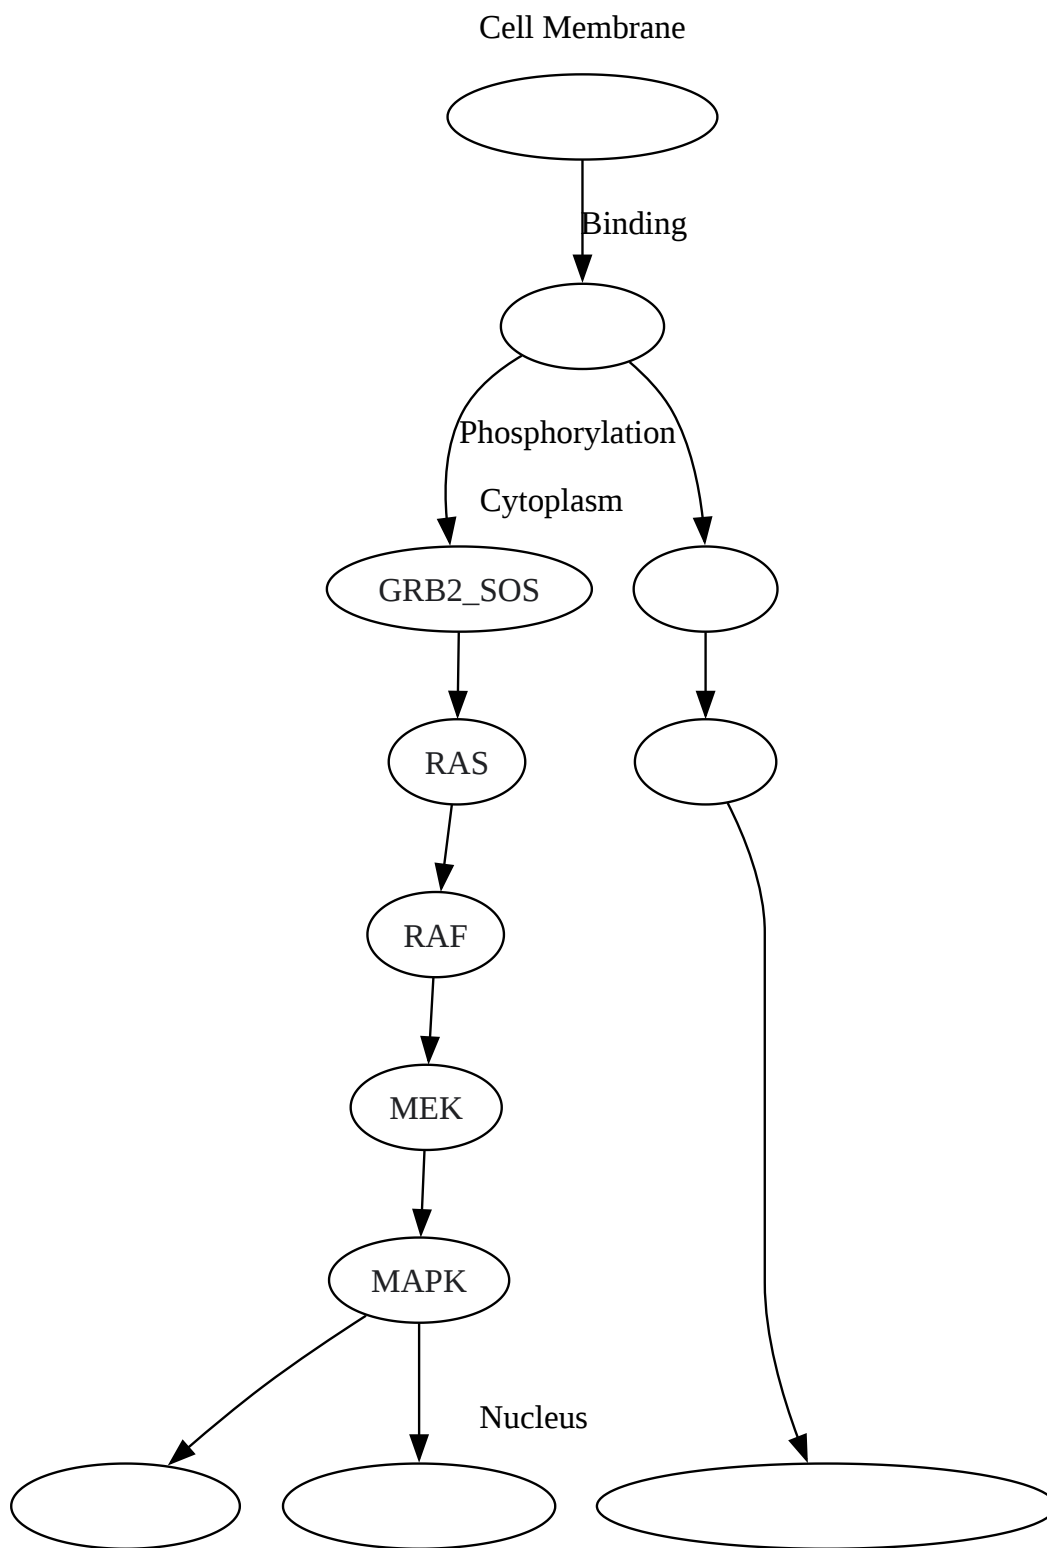 Cell Membrane
Binding
Phosphorylation
Cytoplasm
GRB2_SOS
RAS
RAF
MEK
MAPK
Nucleus